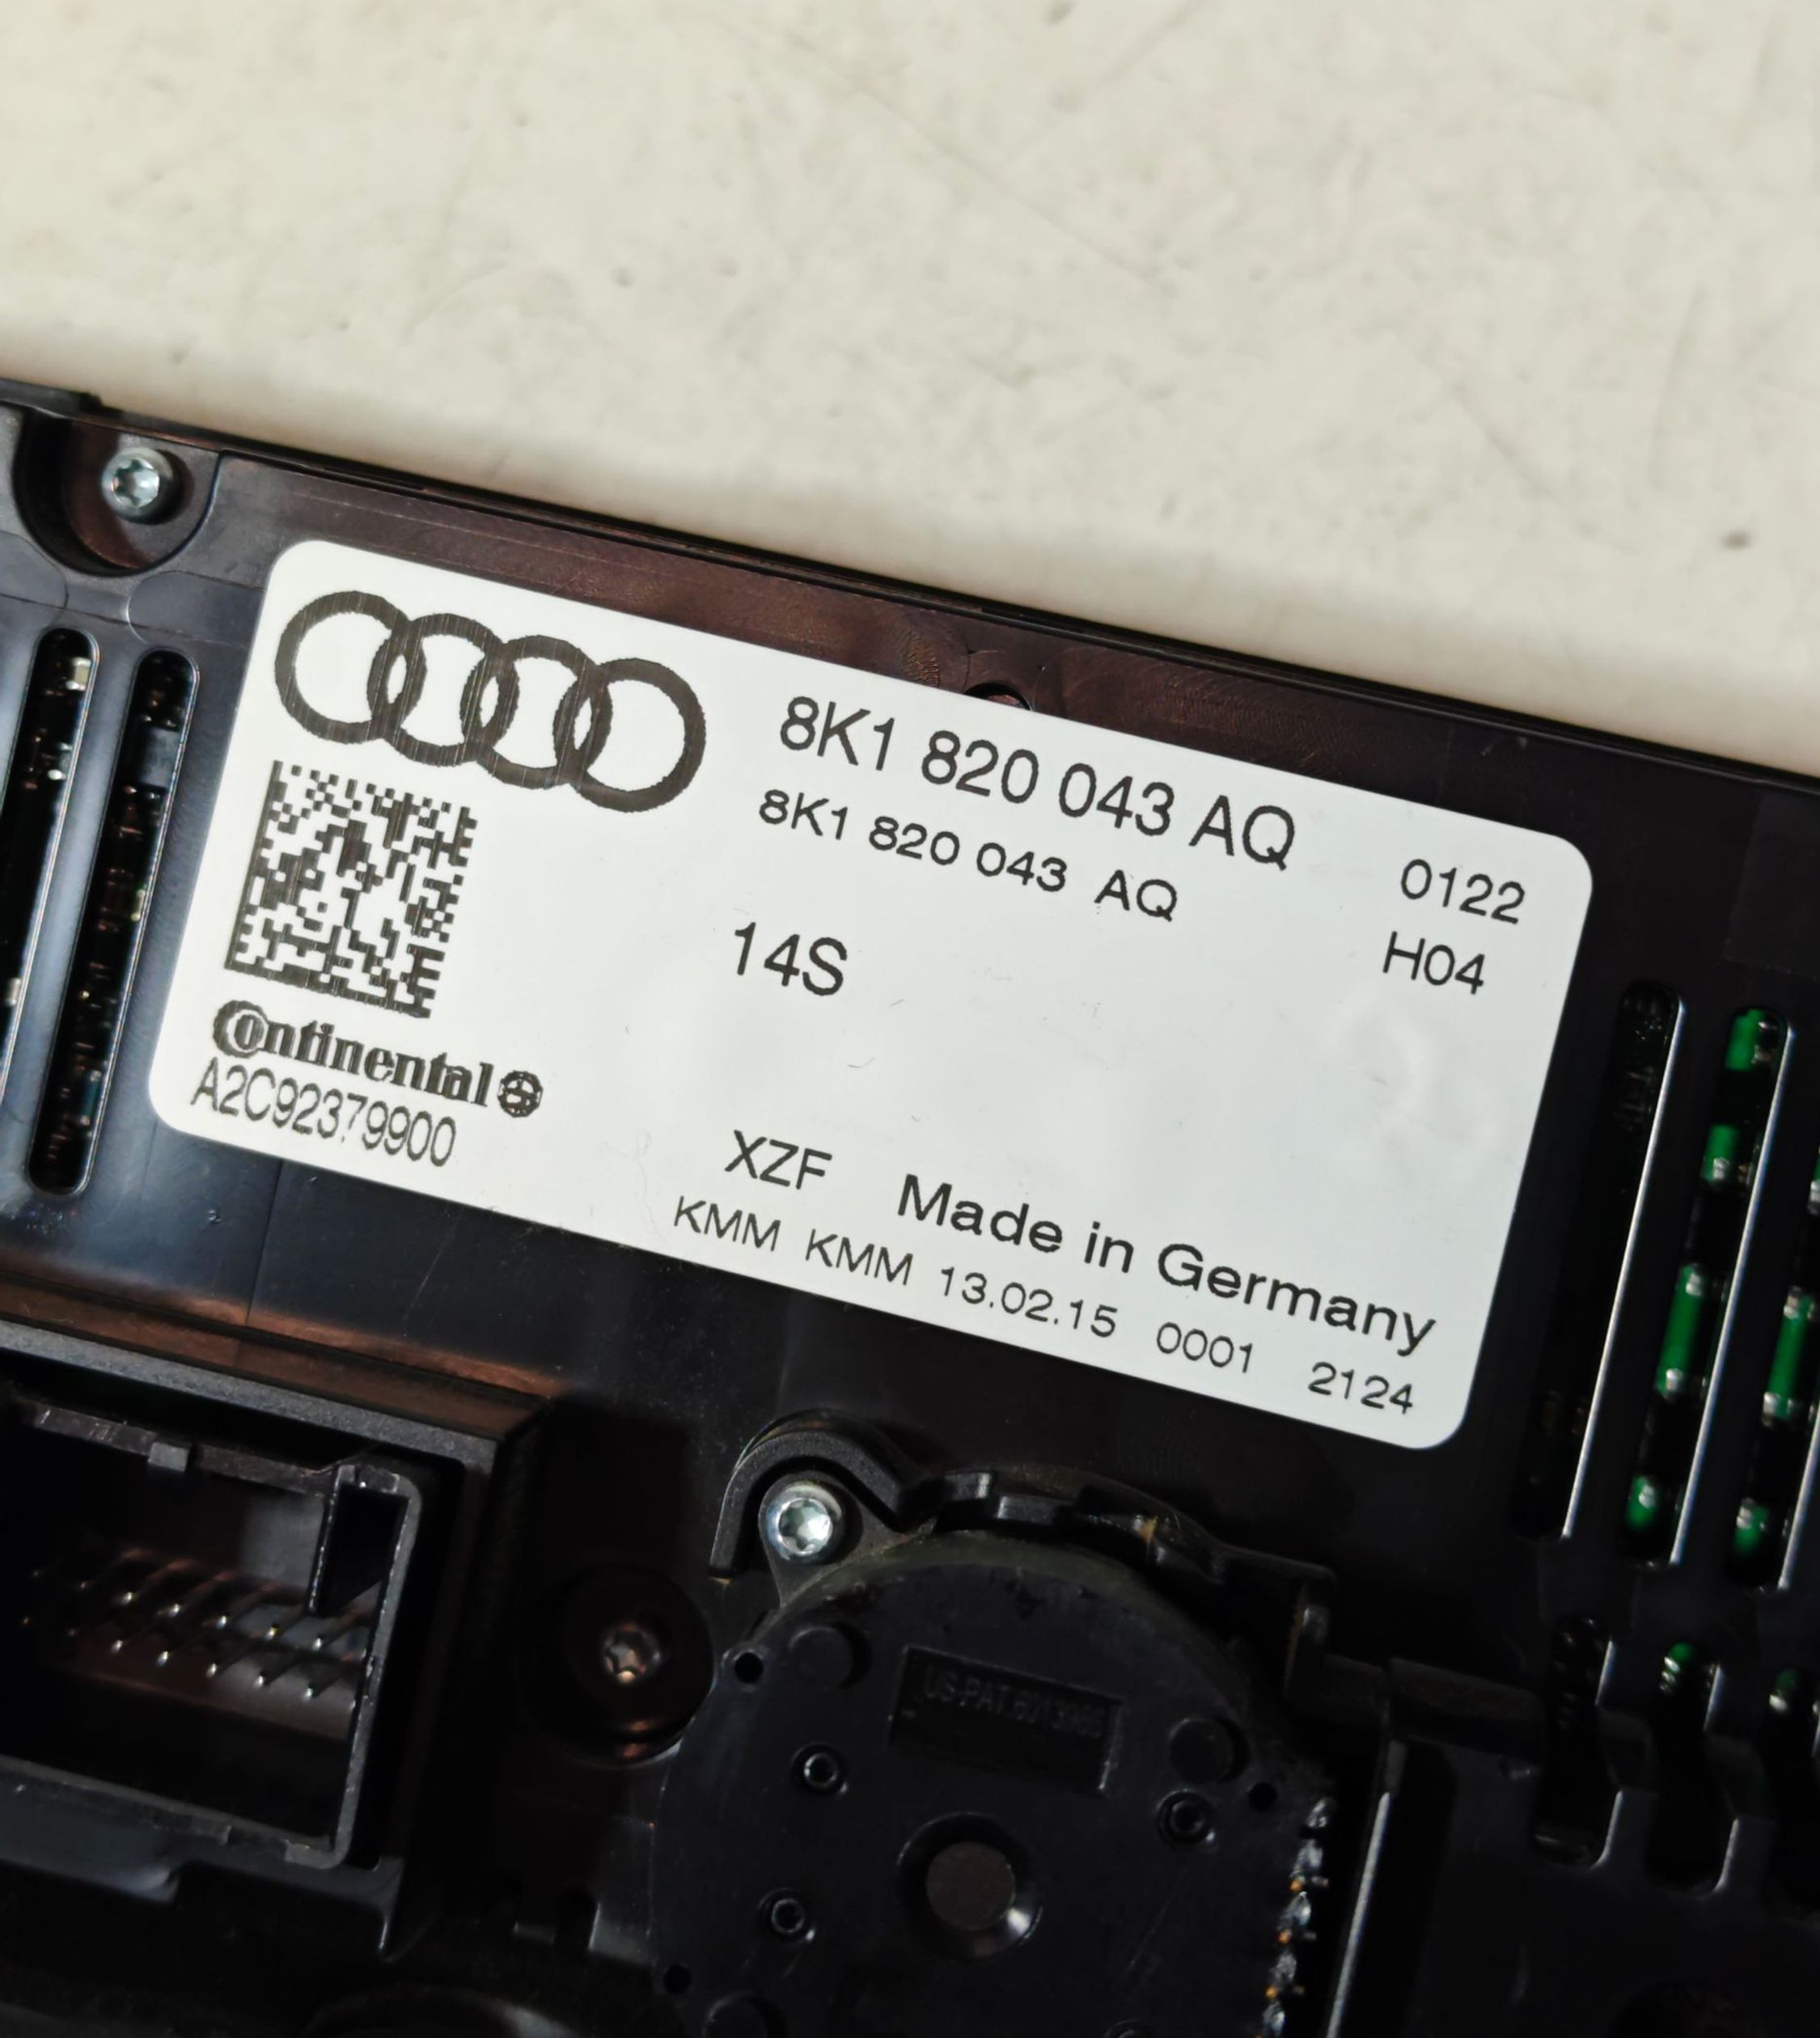 8K1 820 043 AQ 0122
8K1 820 043 AQ H04
14S
Continental
A2C92379900
XZF Made in Germany
KMM KMM 13.02.15 0001 2124